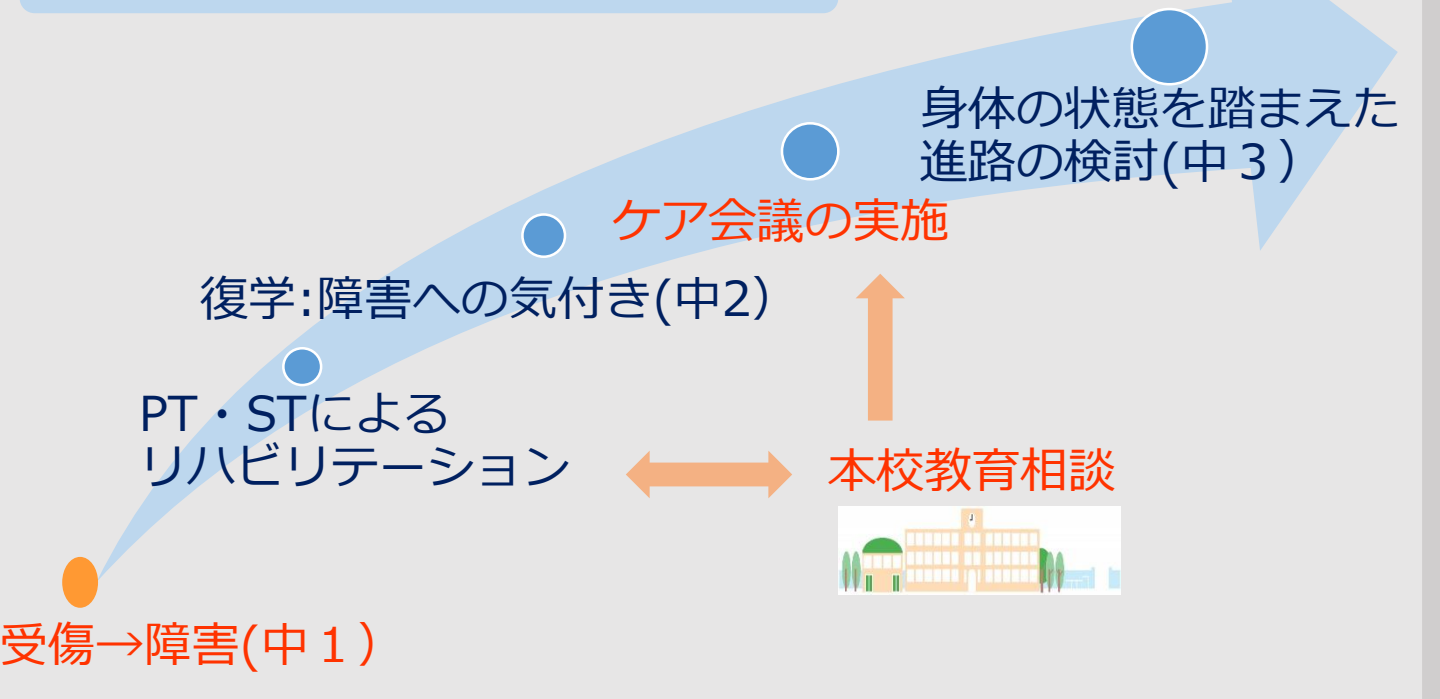 身体の状態を踏まえた
進路の検討(中３）
ケア会議の実施
復学:障害への気付き(中2）
PT・STによる
リハビリテーション
本校教育相談
受傷→障害(中１）